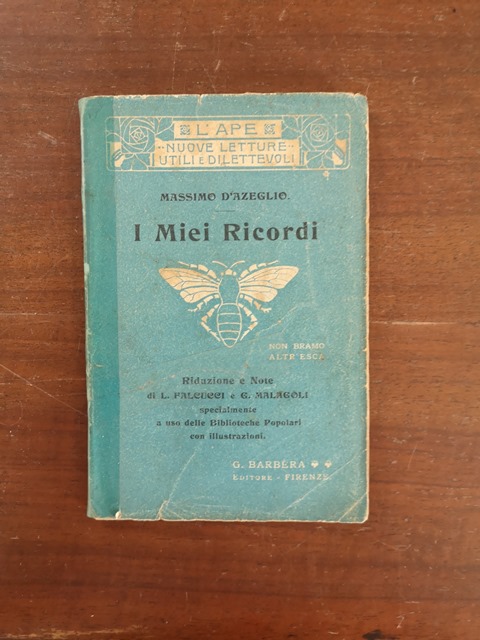 L'APE
NUOVE LETTURE
UTILI E DILETTEVOLI
MASSIMO D'AZEGLIO.
I Miei Ricordi
NON BRAMO
ALTR'ESCA
Riduzione e Note
di L. FALCUCCI e G. MALAGOLI
specialmente
a uso delle Biblioteche Popolari
con illustrazioni.
G. BARBÈRA
EDITORE - FIRENZE.